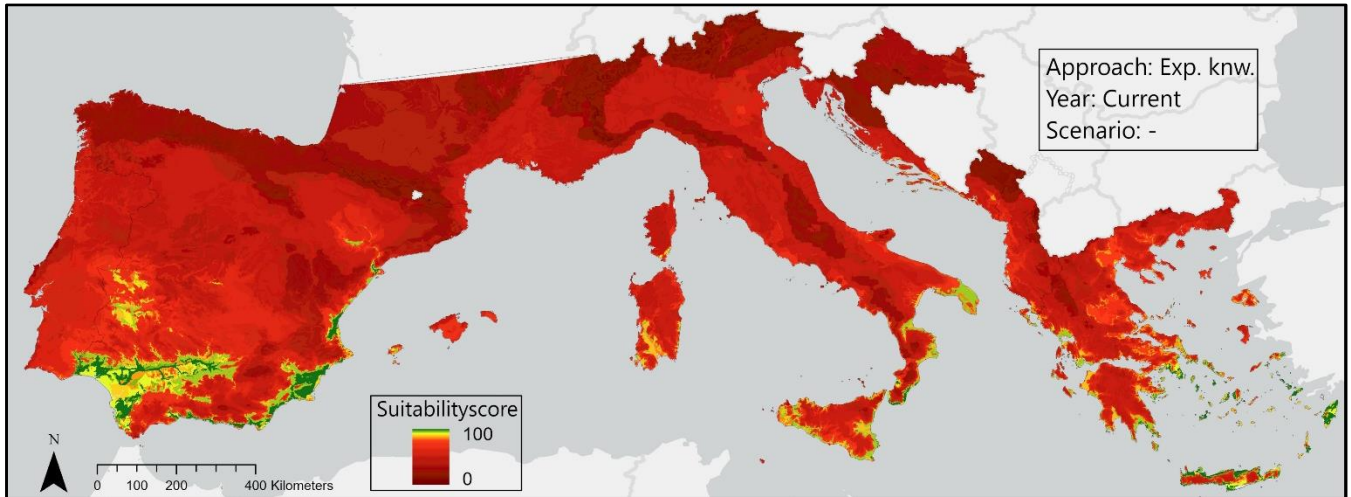 Approach: Exp. knw.
Year: Current
Scenario: -
Suitabilityscore
100
0
N
0 100 200 400 Kilometers